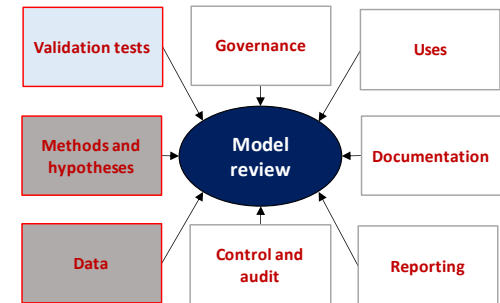 Validation tests
Governance
Uses
Methods and
hypotheses
Model
review
Documentation
Data
Control and
audit
Reporting